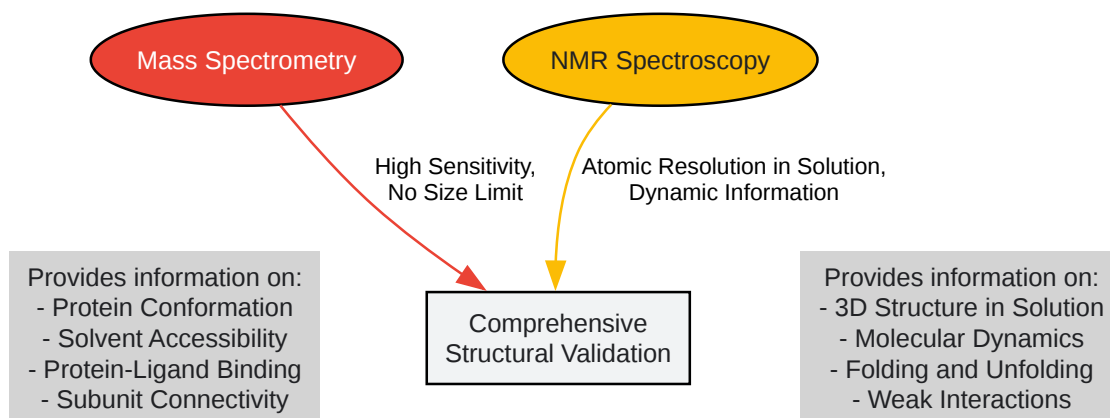 Mass Spectrometry
NMR Spectroscopy
High Sensitivity,
No Size Limit
Atomic Resolution in Solution,
Dynamic Information
Provides information on:
- Protein Conformation
- Solvent Accessibility
- Protein-Ligand Binding
- Subunit Connectivity
Comprehensive
Structural Validation
Provides information on:
- 3D Structure in Solution
- Molecular Dynamics
- Folding and Unfolding
- Weak Interactions